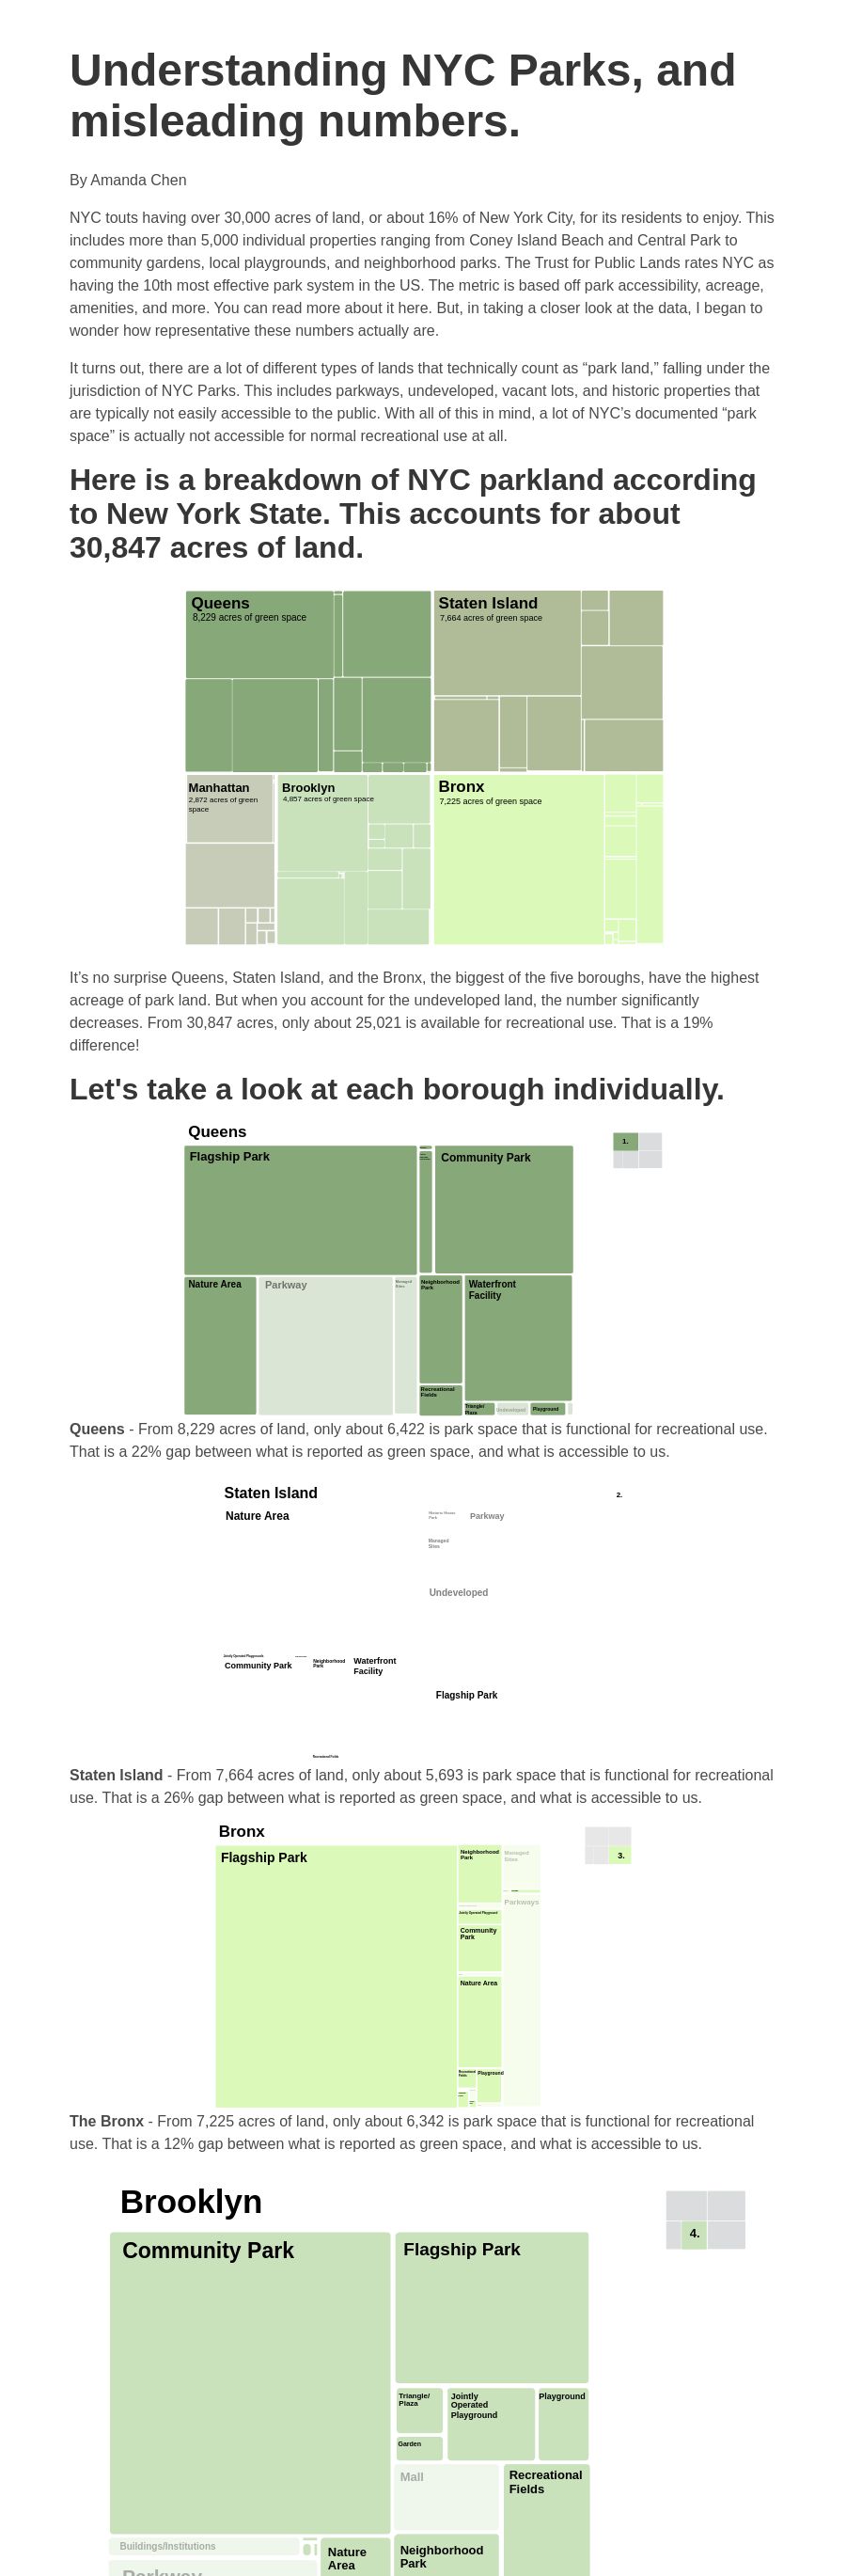 Understanding NYC Parks, and
misleading numbers.
By Amanda Chen
NYC touts having over 30,000 acres of land, or about 16% of New York City, for its residents to enjoy. This
includes more than 5,000 individual properties ranging from Coney Island Beach and Central Park to
community gardens, local playgrounds, and neighborhood parks. The Trust for Public Lands rates NYC as
having the 10th most effective park system in the US. The metric is based off park accessibility, acreage,
amenities, and more. You can read more about it here. But, in taking a closer look at the data, I began to
wonder how representative these numbers actually are.
It turns out, there are a lot of different types of lands that technically count as “park land,” falling under the
jurisdiction of NYC Parks. This includes parkways, undeveloped, vacant lots, and historic properties that
are typically not easily accessible to the public. With all of this in mind, a lot of NYC’s documented “park
space” is actually not accessible for normal recreational use at all.
Here is a breakdown of NYC parkland according
to New York State. This accounts for about
30,847 acres of land.
Queens
8,229 acres of green space
Staten Island
7,664 acres of green space
Manhattan
2,872 acres of green
space
Brooklyn
4,857 acres of green space
Bronx
7,225 acres of green space
It’s no surprise Queens, Staten Island, and the Bronx, the biggest of the five boroughs, have the highest
acreage of park land. But when you account for the undeveloped land, the number significantly
decreases. From 30,847 acres, only about 25,021 is available for recreational use. That is a 19%
difference!
Let's take a look at each borough individually.
Queens
1.
Flagship Park
Community Park
Nature Area
Parkway
Managed
Sites
Neighborhood
Park
Waterfront
Facility
Recreational
Fields
Triangle/
Plaza
Undeveloped
Playground
Queens - From 8,229 acres of land, only about 6,422 is park space that is functional for recreational use.
That is a 22% gap between what is reported as green space, and what is accessible to us.
Staten Island
2.
Nature Area
Historic House
Park
Parkway
Managed
Sites
Undeveloped
Jointly Operated Playgrounds
Community Park
Neighborhood
Park
Waterfront
Facility
Flagship Park
Recreational Fields
Staten Island - From 7,664 acres of land, only about 5,693 is park space that is functional for recreational
use. That is a 26% gap between what is reported as green space, and what is accessible to us.
Bronx
3.
Flagship Park
Neighborhood
Park
Managed
Sites
Parkways
Jointly Operated Playground
Community
Park
Nature Area
Recreational
Fields
Playground
The Bronx - From 7,225 acres of land, only about 6,342 is park space that is functional for recreational
use. That is a 12% gap between what is reported as green space, and what is accessible to us.
Brooklyn
4.
Community Park
Flagship Park
Triangle/
Plaza
Jointly
Operated
Playground
Playground
Garden
Mall
Recreational
Fields
Buildings/Institutions
Nature
Area
Neighborhood
Park
Parkway